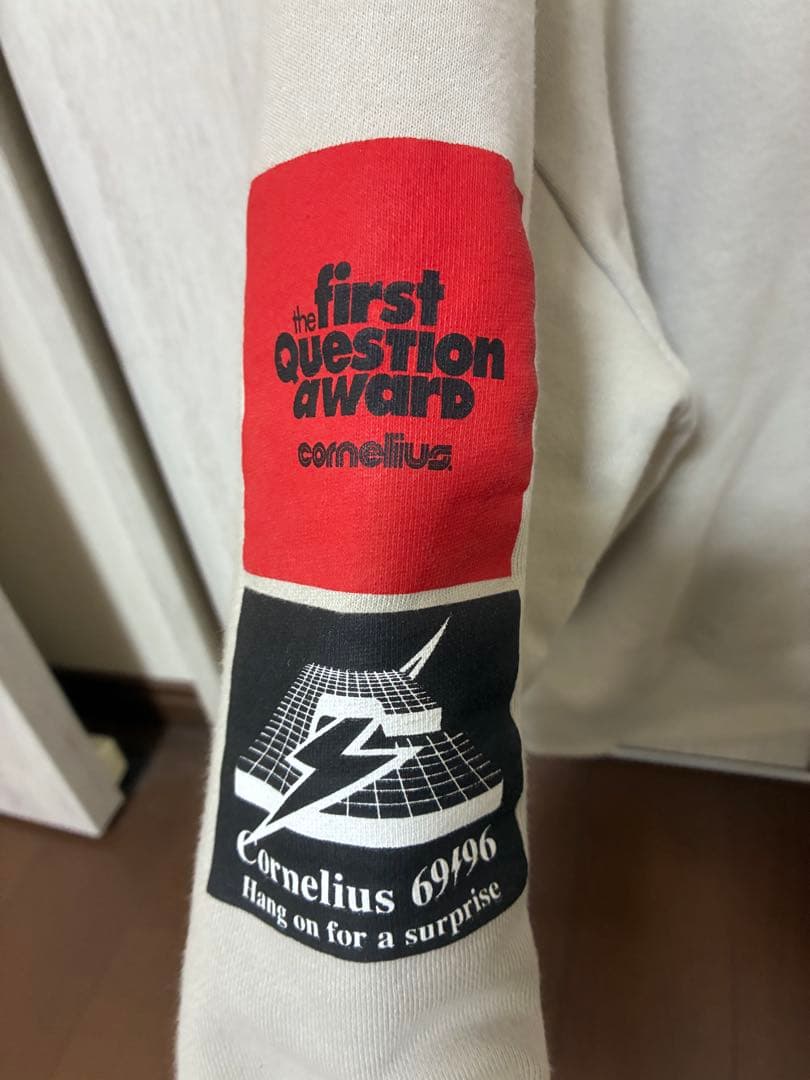 the first
Question
award
cornelius
Cornelius 69/96
Hang on for a surprise